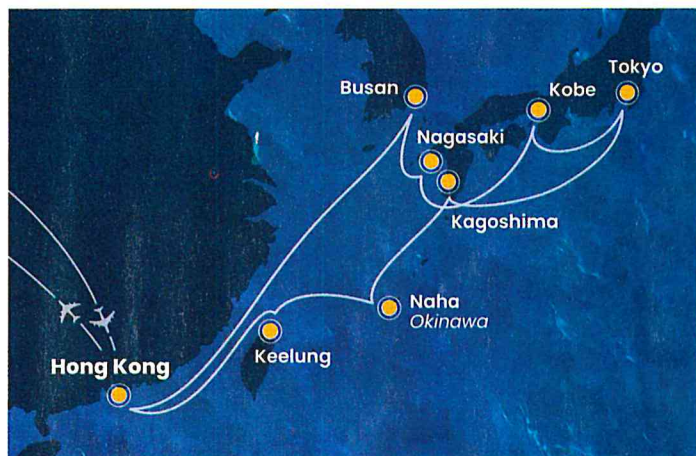 Tokyo
Busan
Kobe
Nagasaki
Kagoshima
Naha
Okinawa
Keelung
Hong Kong